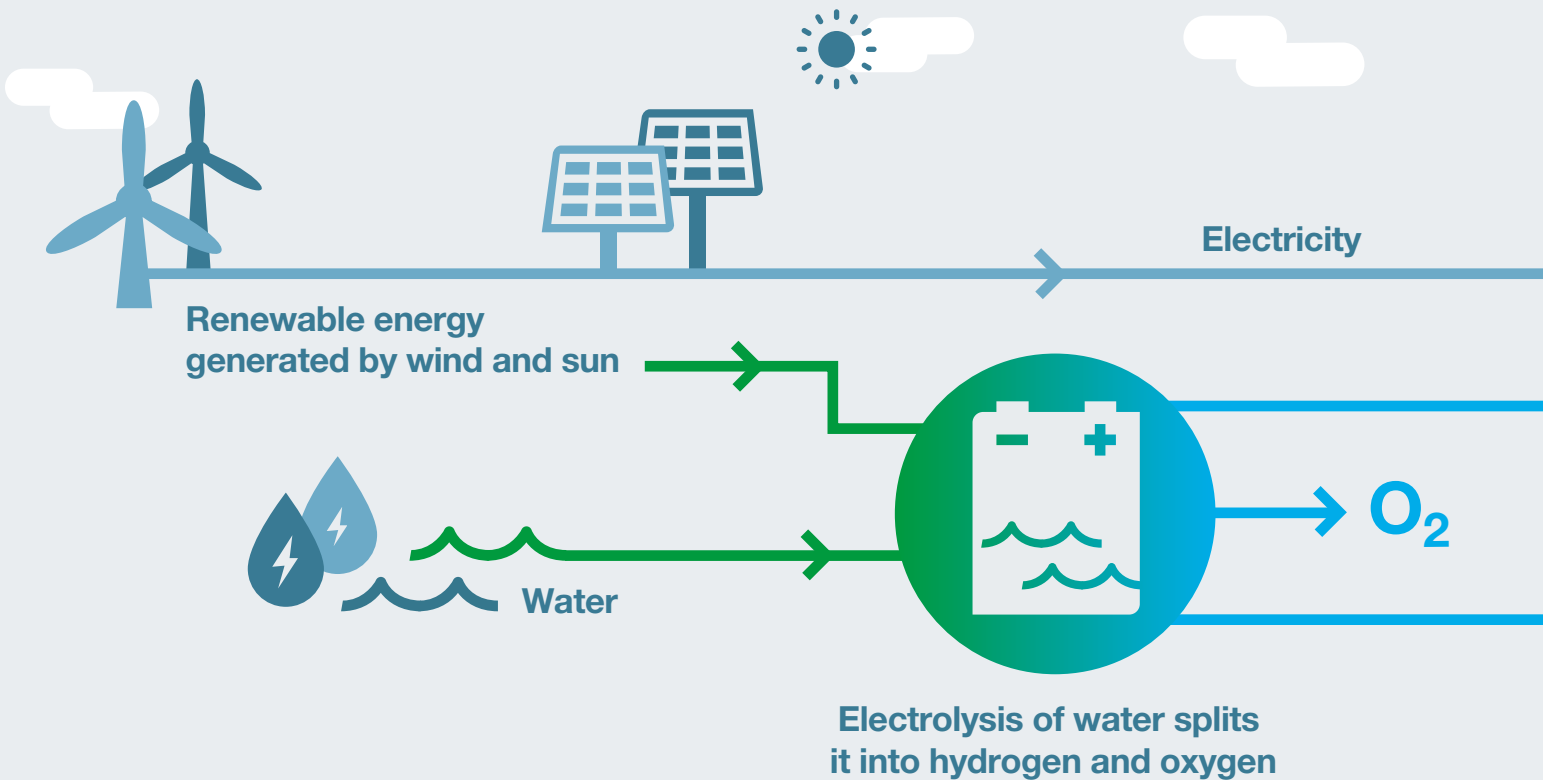 Electricity
Renewable energy
generated by wind and sun
− +
O₂
Water
Electrolysis of water splits
it into hydrogen and oxygen